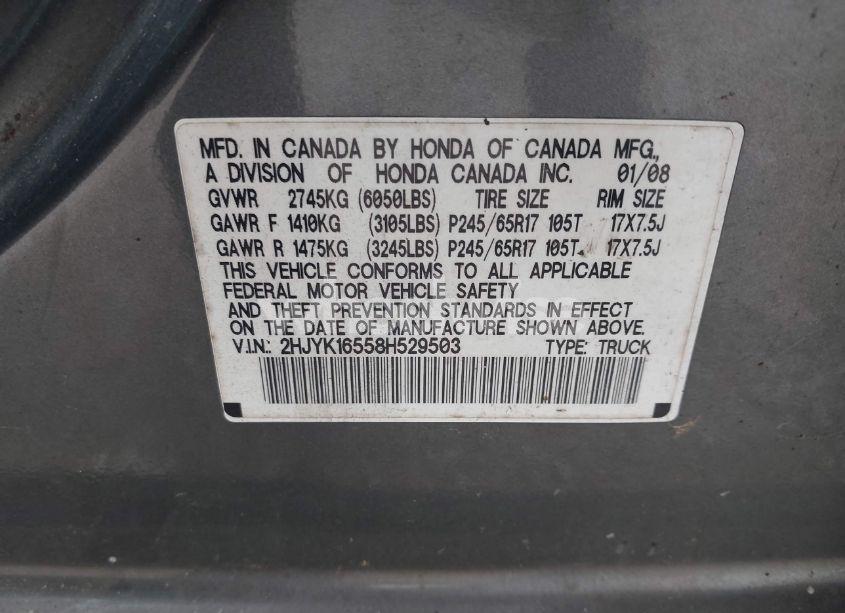 MFD. IN CANADA BY HONDA OF CANADA MFG.,
A DIVISION OF HONDA CANADA INC. 01/08
GVWR 2745KG (6050LBS) TIRE SIZE RIM SIZE
GAWR F 1410KG (3105LBS) P245/65R17 105T 17X7.5J
GAWR R 1475KG (3245LBS) P245/65R17 105T 17X7.5J
THIS VEHICLE CONFORMS TO ALL APPLICABLE
FEDERAL MOTOR VEHICLE SAFETY
AND THEFT PREVENTION STANDARDS IN EFFECT
ON THE DATE OF MANUFACTURE SHOWN ABOVE.
V.I.N.: 2HJYK16558H529503 TYPE: TRUCK